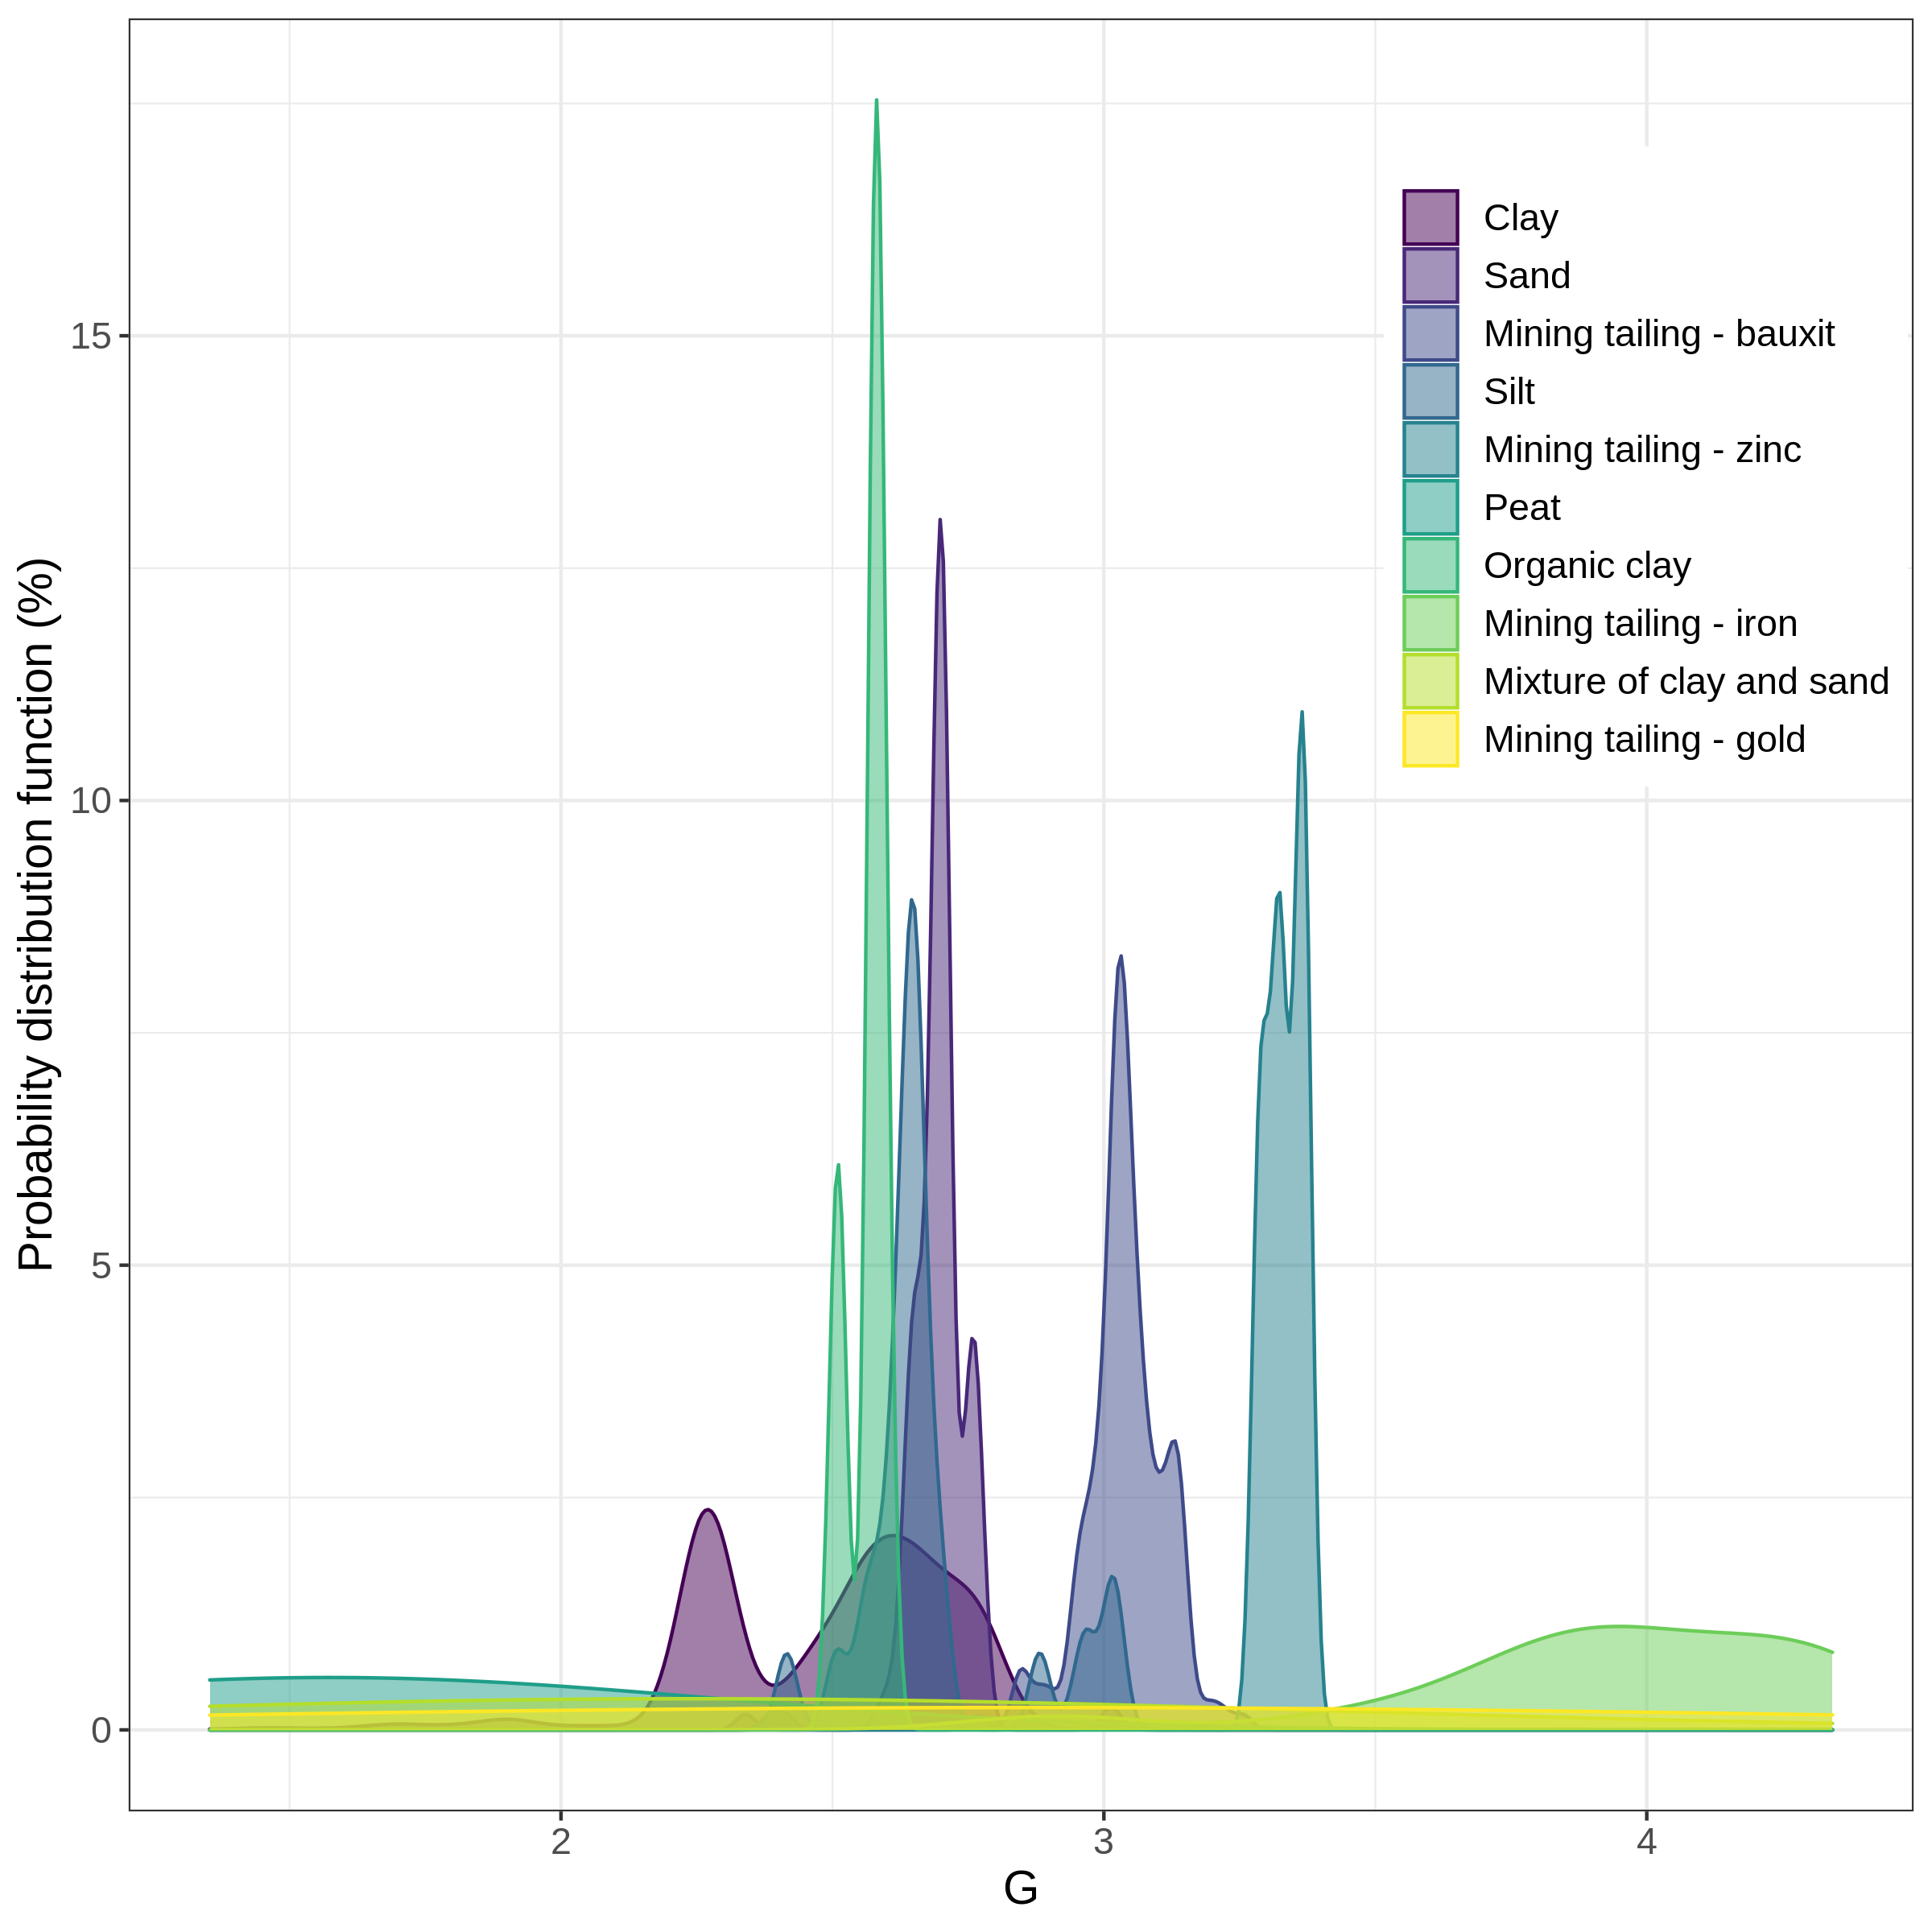 Probability distribution function (%)
15
10
5
0
2
3
4
G
Clay
Sand
Mining tailing - bauxit
Silt
Mining tailing - zinc
Peat
Organic clay
Mining tailing - iron
Mixture of clay and sand
Mining tailing - gold